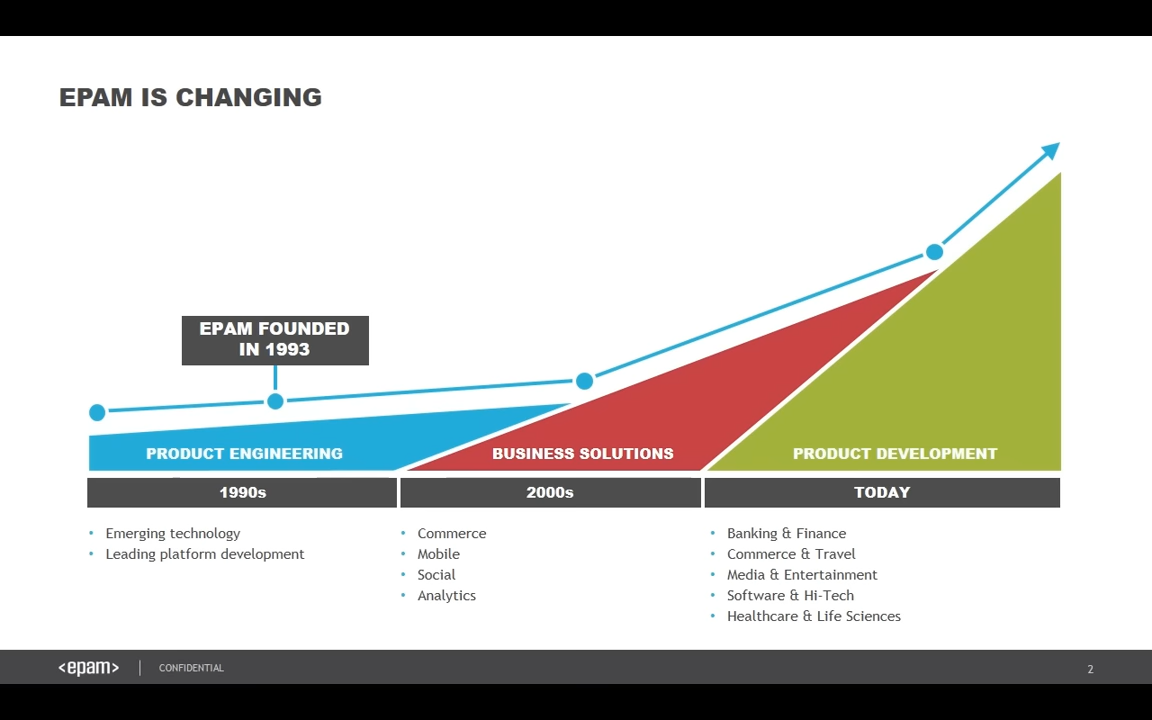 EPAM IS CHANGING
EPAM FOUNDED
IN 1993
PRODUCT ENGINEERING
BUSINESS SOLUTIONS
PRODUCT DEVELOPMENT
1990s
2000s
TODAY
• Emerging technology
• Leading platform development
• Commerce
• Mobile
• Social
• Analytics
• Banking & Finance
• Commerce & Travel
• Media & Entertainment
• Software & Hi-Tech
• Healthcare & Life Sciences
<epam> | CONFIDENTIAL
2